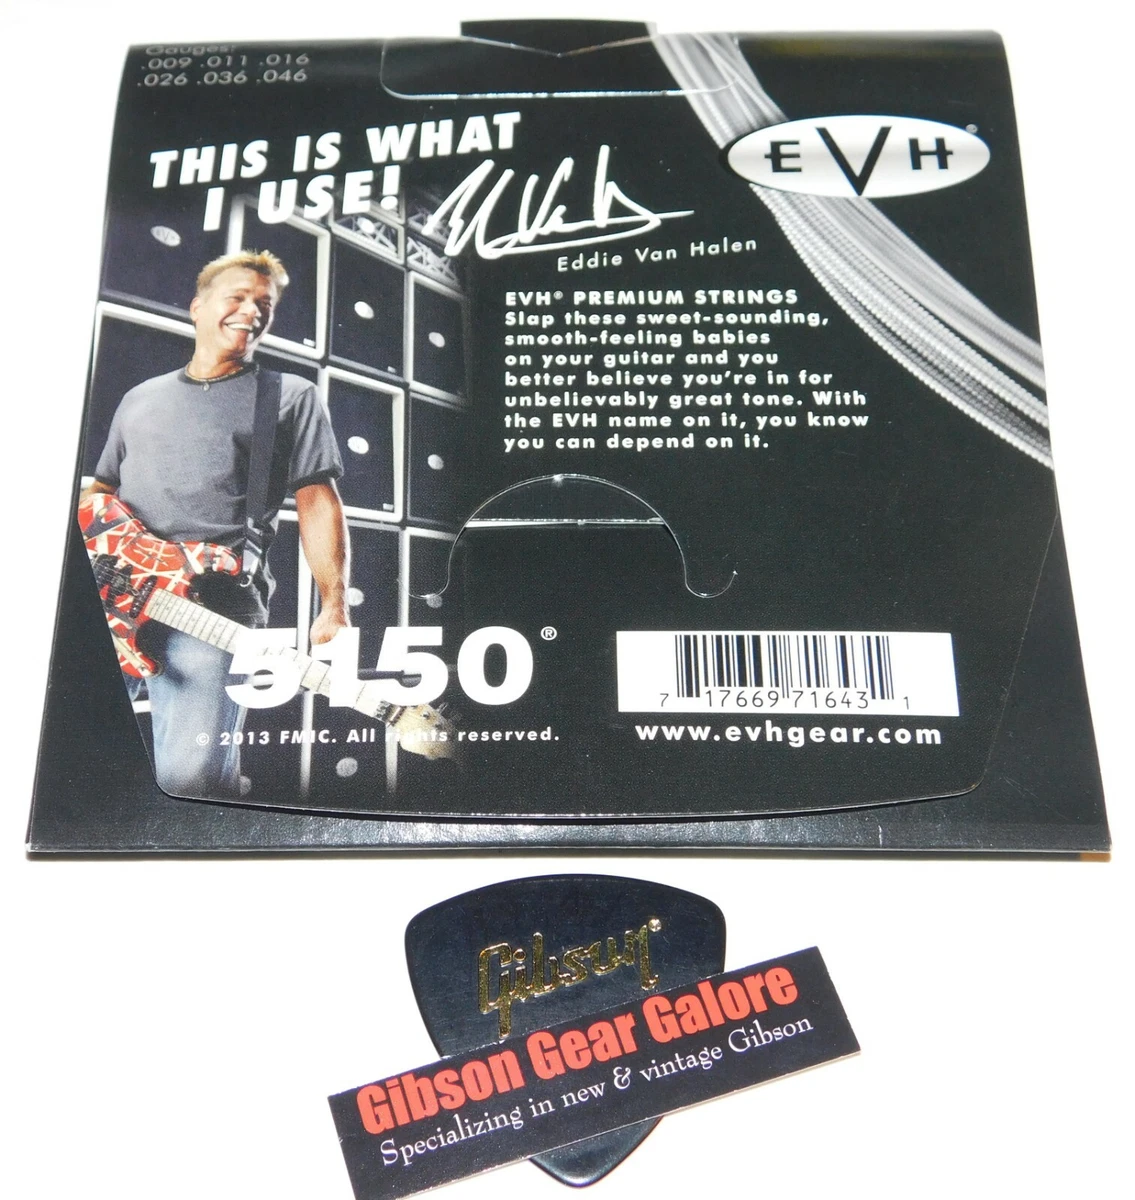 Gauges:
.009 .011 .016
.026 .036 .046
THIS IS WHAT
I USE!
Eddie Van Halen
EVH®
EVH® PREMIUM STRINGS
Slap these sweet-sounding,
smooth-feeling babies
on your guitar and you
better believe you're in for
unbelievably great tone. With
the EVH name on it, you know
you can depend on it.
5150®
© 2013 FMIC. All rights reserved.
7 17669 71643 1
www.evhgear.com
Gibson
Gibson Gear Galore
Specializing in new & vintage Gibson